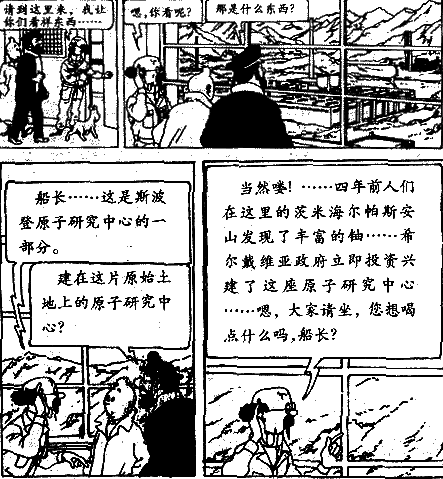 请到这里来，我让
你们看样东西……
嗯，你看呢？
那是什么东西？
船长……这是斯波
登原子研究中心的一
部分。
建在这片原始土
地上的原子研究中
心？
当然喽！……四年前人们
在这里的茨米海尔帕斯安
山发现了丰富的铀……希
尔戴维亚政府立即投资兴
建了这座原子研究中心
……嗯，大家请坐，您想喝
点什么吗，船长？